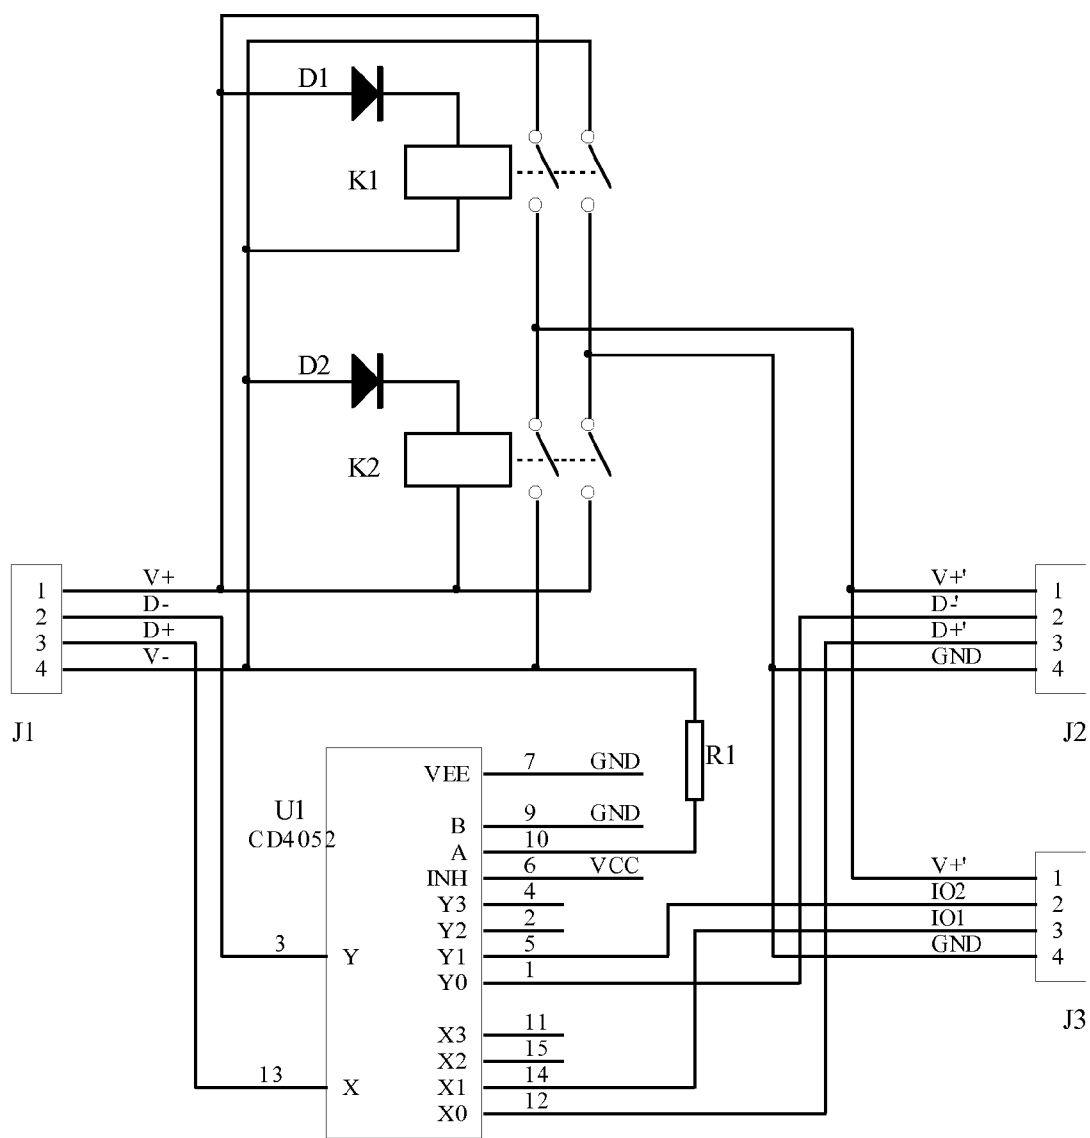 D1
K1
D2
K2
1 V+
2 D-
3 D+
4 V-
J1
V+' 1
D-' 2
D+' 3
GND 4
J2
R1
U1
CD4052
VEE 7 GND
B 9 GND
A 10
INH 6 VCC
Y3 4
Y2 2
3 Y
Y1 5
Y0 1
X3 11
X2 15
13 X
X1 14
X0 12
V+' 1
IO2 2
IO1 3
GND 4
J3